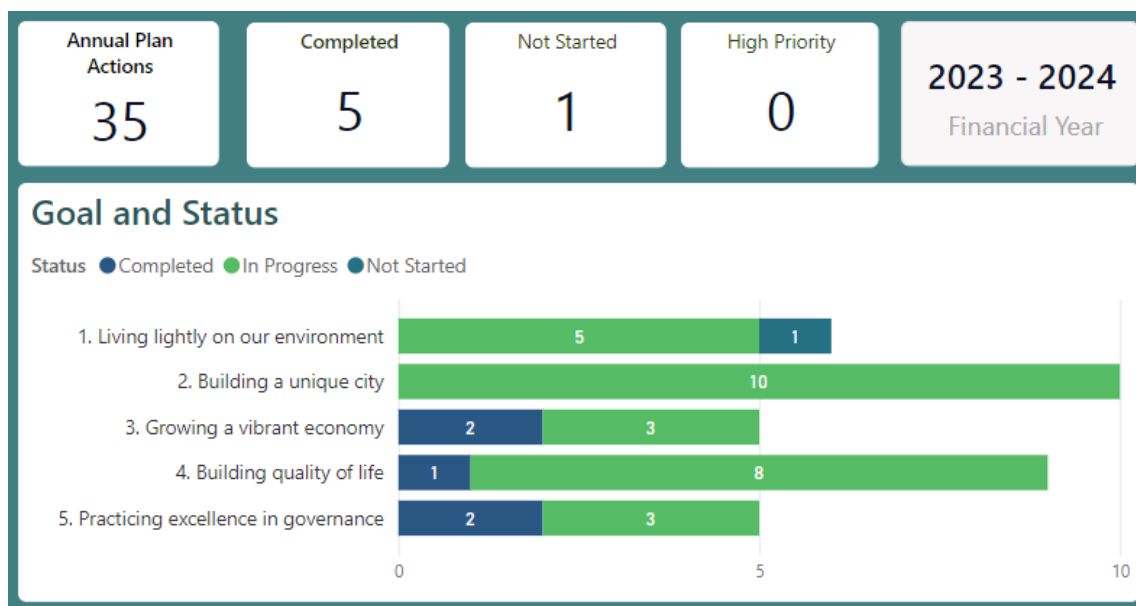 Annual Plan
Actions
35
Completed
5
Not Started
1
High Priority
0
2023 - 2024
Financial Year
Goal and Status
Status Completed In Progress Not Started
1. Living lightly on our environment 5 1
2. Building a unique city 10
3. Growing a vibrant economy 2 3
4. Building quality of life 1 8
5. Practicing excellence in governance 2 3
0 5 10